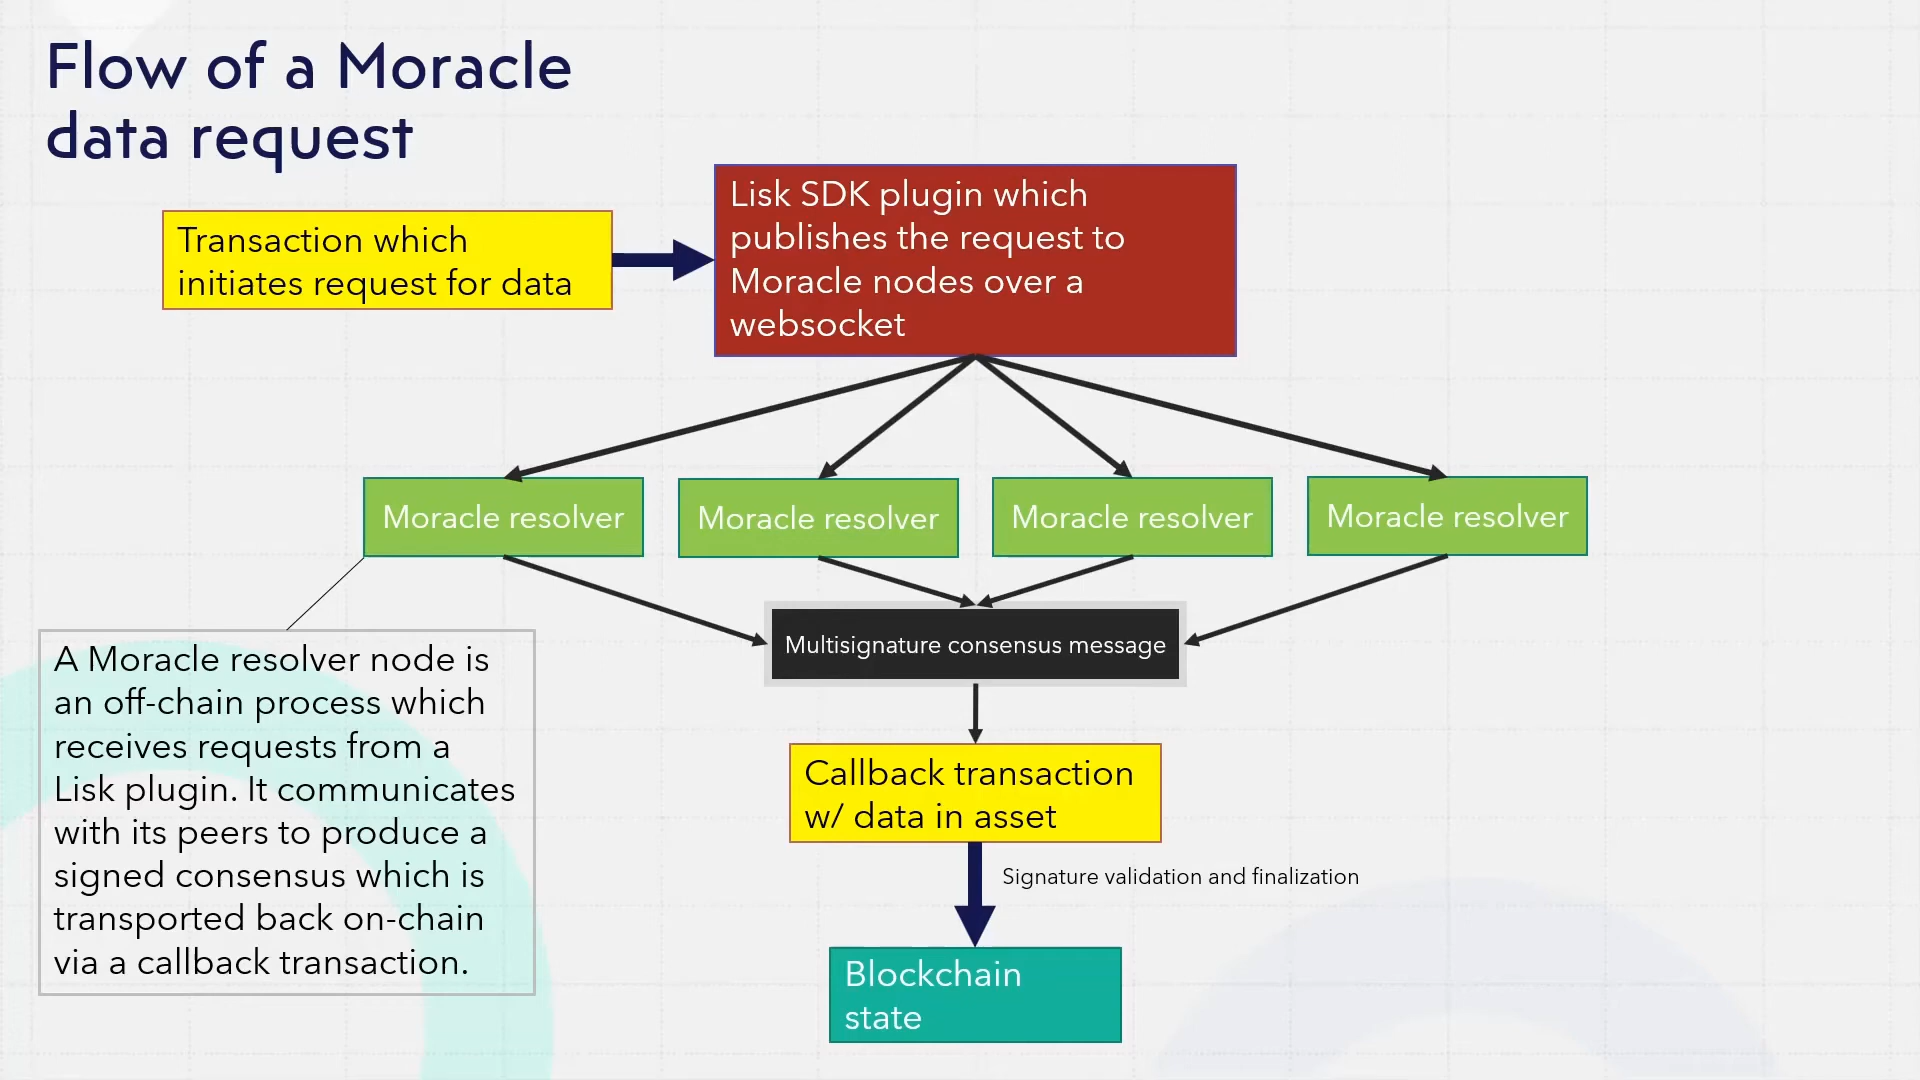 Flow of a Moracle
data request
Transaction which
initiates request for data
Lisk SDK plugin which
publishes the request to
Moracle nodes over a
websocket
Moracle resolver
Moracle resolver
Moracle resolver
Moracle resolver
Multisignature consensus message
A Moracle resolver node is
an off-chain process which
receives requests from a
Lisk plugin. It communicates
with its peers to produce a
signed consensus which is
transported back on-chain
via a callback transaction.
Callback transaction
w/ data in asset
Signature validation and finalization
Blockchain
state